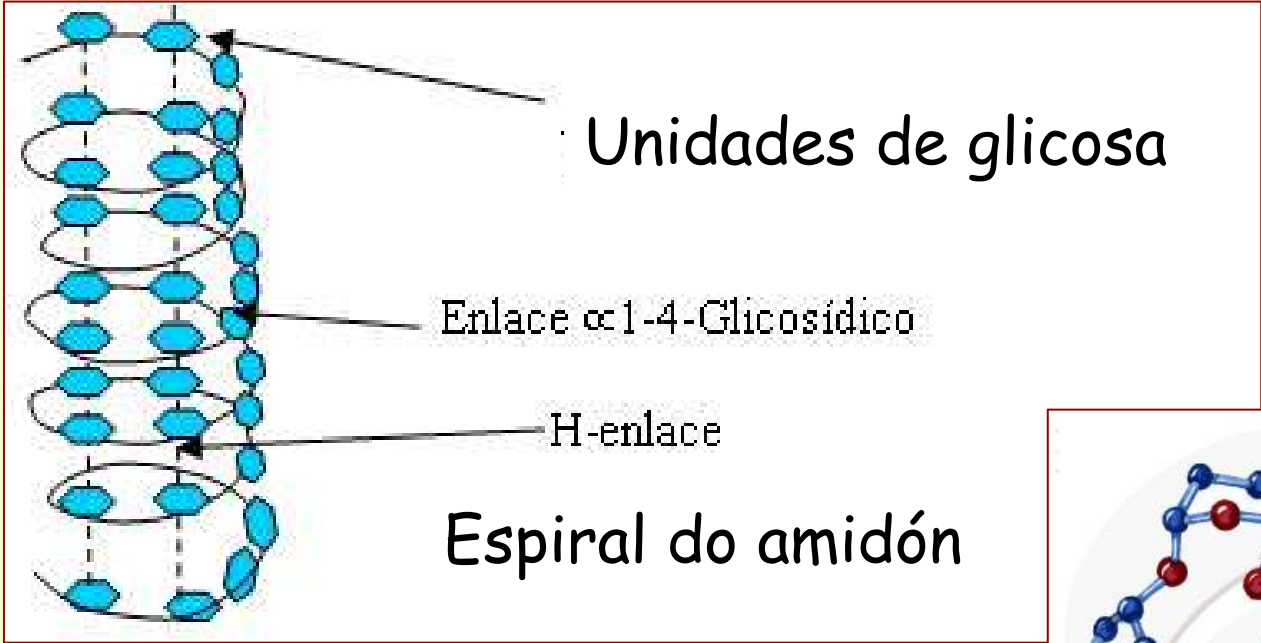 Unidades de glicosa
Enlace ∝1-4-Glicosídico
H-enlace
Espiral do amidón